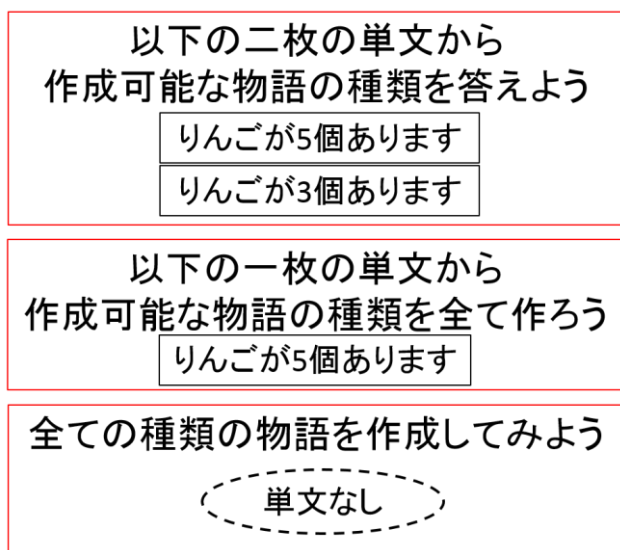 以下の二枚の単文から
作成可能な物語の種類を答えよう
りんごが5個あります
りんごが3個あります
以下の一枚の単文から
作成可能な物語の種類を全て作ろう
りんごが5個あります
全ての種類の物語を作成してみよう
単文なし